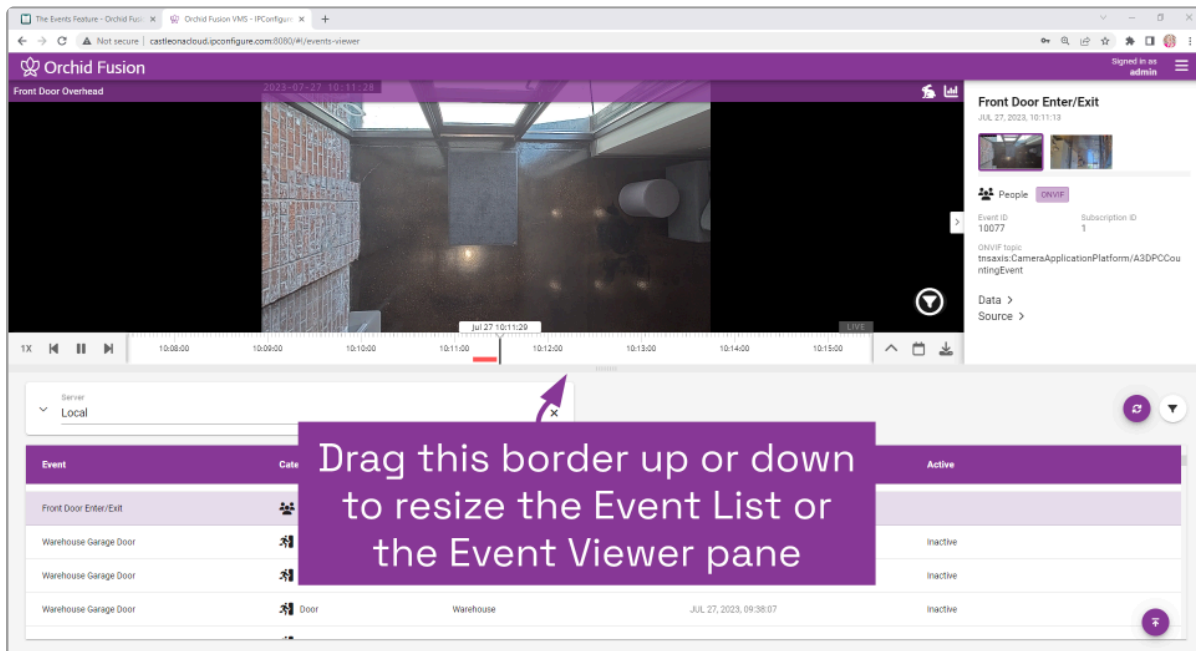 The Events Feature - Orchid Fusi
Orchid Fusion VMS - IPConfigure
Not secure | castleonacloud.ipconfigure.com:8080/#!/events-viewer
Orchid Fusion
Signed in as
admin
Front Door Overhead
2023-07-27 10:11:28
Front Door Enter/Exit
JUL 27, 2023, 10:11:13
People ONVIF
Event ID Subscription ID
10077 1
ONVIF topic
tnsaxis:CameraApplicationPlatform/A3DPCCou
ntingEvent
Data >
Source >
Jul 27 10:11:29
LIVE
1X 10:08:00 10:09:00 10:10:00 10:11:00 10:12:00 10:13:00 10:14:00 10:15:00
Server
Local
Drag this border up or down
to resize the Event List or
the Event Viewer pane
Event Cate Active
Front Door Enter/Exit
Warehouse Garage Door Inactive
Warehouse Garage Door Inactive
Warehouse Garage Door Door Warehouse JUL 27, 2023, 09:38:07 Inactive